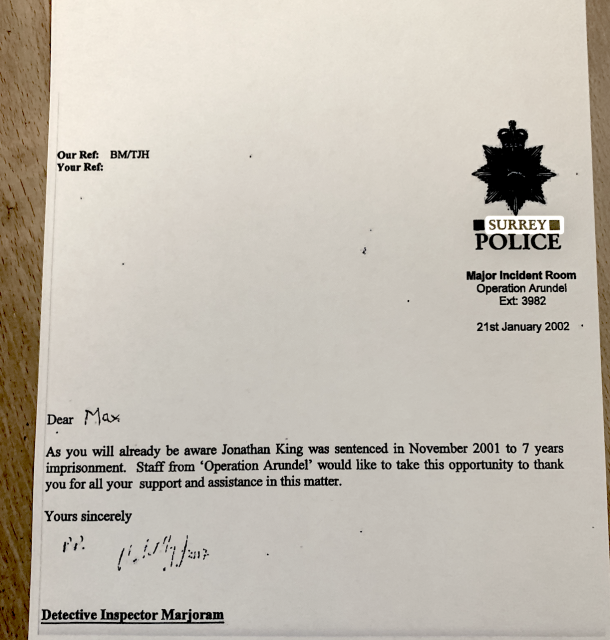 Our Ref: BM/TJH
Your Ref:
SURREY
POLICE
Major Incident Room
Operation Arundel
Ext: 3982
21st January 2002
Dear Max
As you will already be aware Jonathan King was sentenced in November 2001 to 7 years
imprisonment. Staff from ‘Operation Arundel’ would like to take this opportunity to thank
you for all your support and assistance in this matter.
Yours sincerely
PP.
Detective Inspector Marjoram